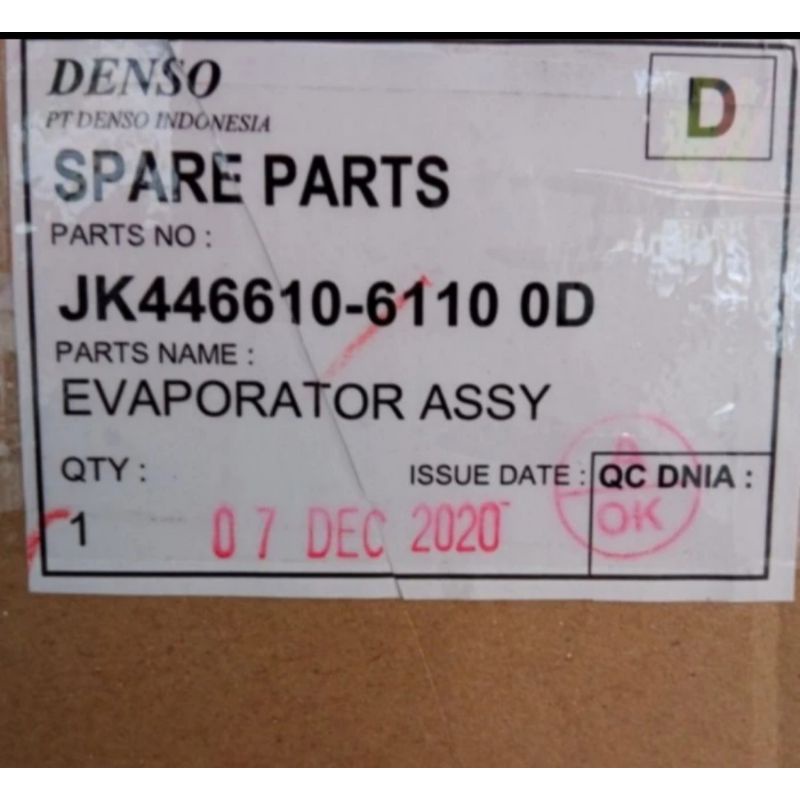 DENSO
D
PT DENSO INDONESIA
SPARE PARTS
PARTS NO :
JK446610-6110 0D
PARTS NAME :
EVAPORATOR ASSY
QTY :
ISSUE DATE :
QC DNIA :
1
07 DEC 2020
OK